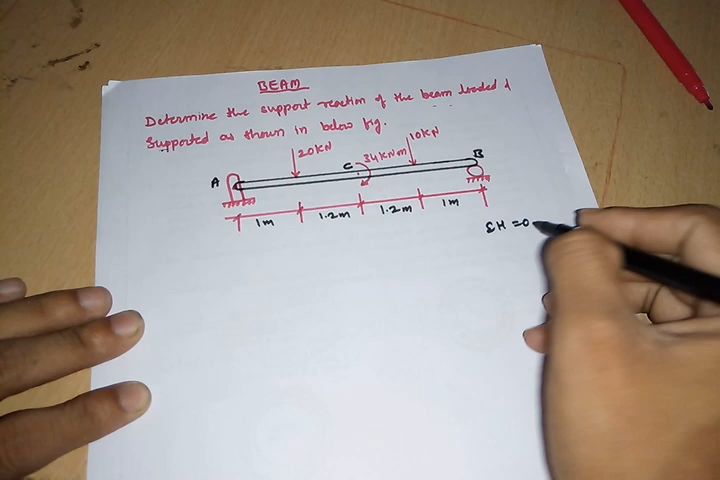 BEAM
Determine the support reaction of the beam loaded &
Supported as shown in below fig.
20KN
10KN
C
34KNm
B
A
1m
1.2m
1.2m
1m
ΣH = 0